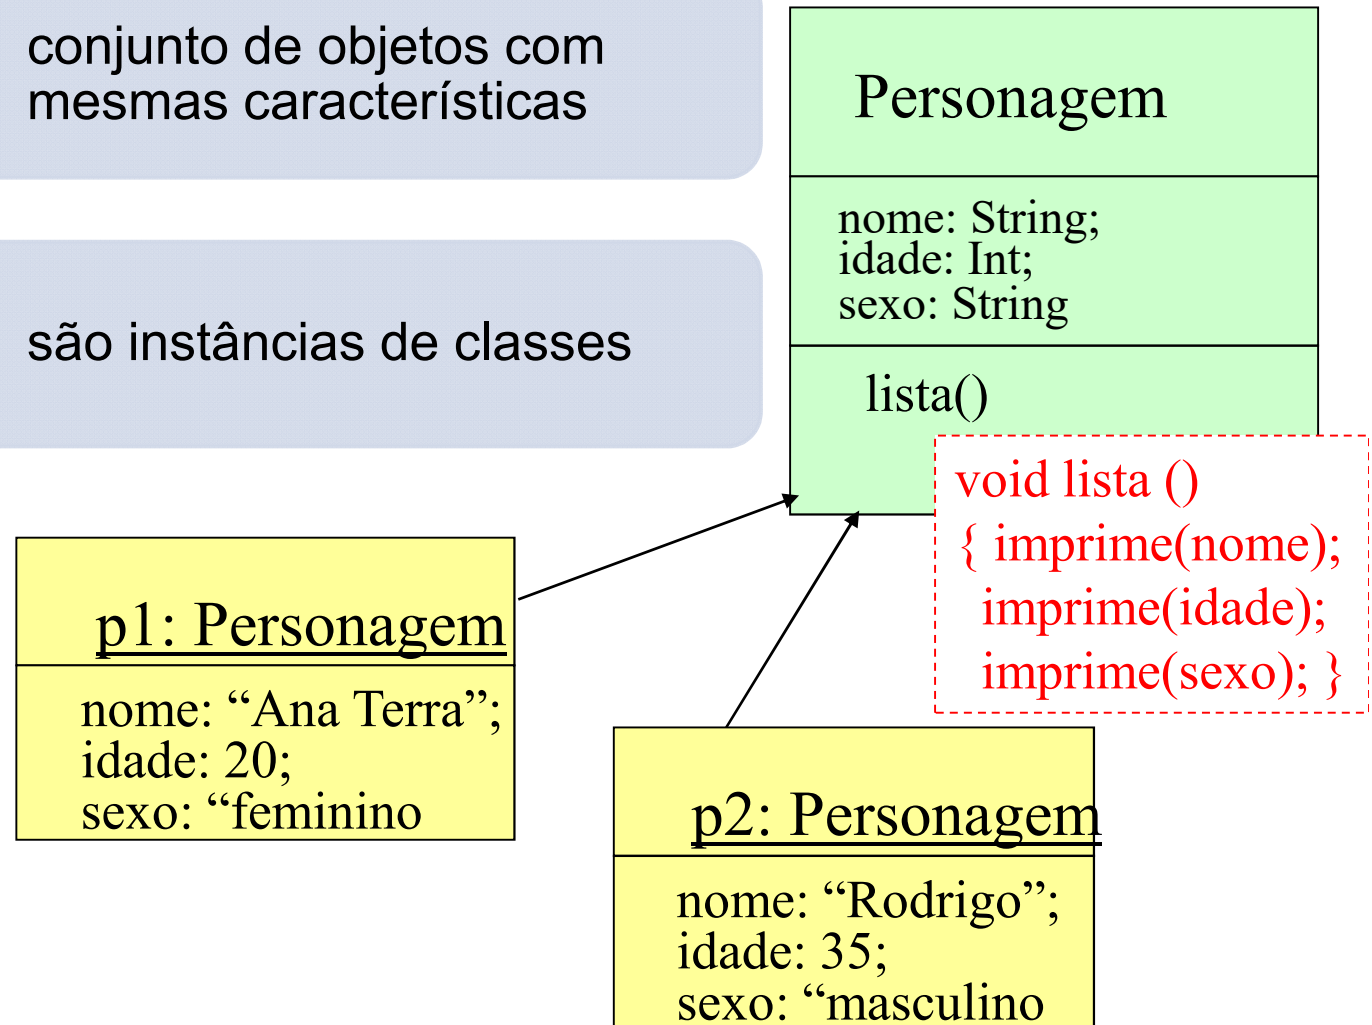 conjunto de objetos com
mesmas características
são instâncias de classes
Personagem
nome: String;
idade: Int;
sexo: String
lista()
void lista ()
{ imprime(nome);
imprime(idade);
imprime(sexo); }
p1: Personagem
nome: “Ana Terra”;
idade: 20;
sexo: “feminino
p2: Personagem
nome: “Rodrigo”;
idade: 35;
sexo: “masculino